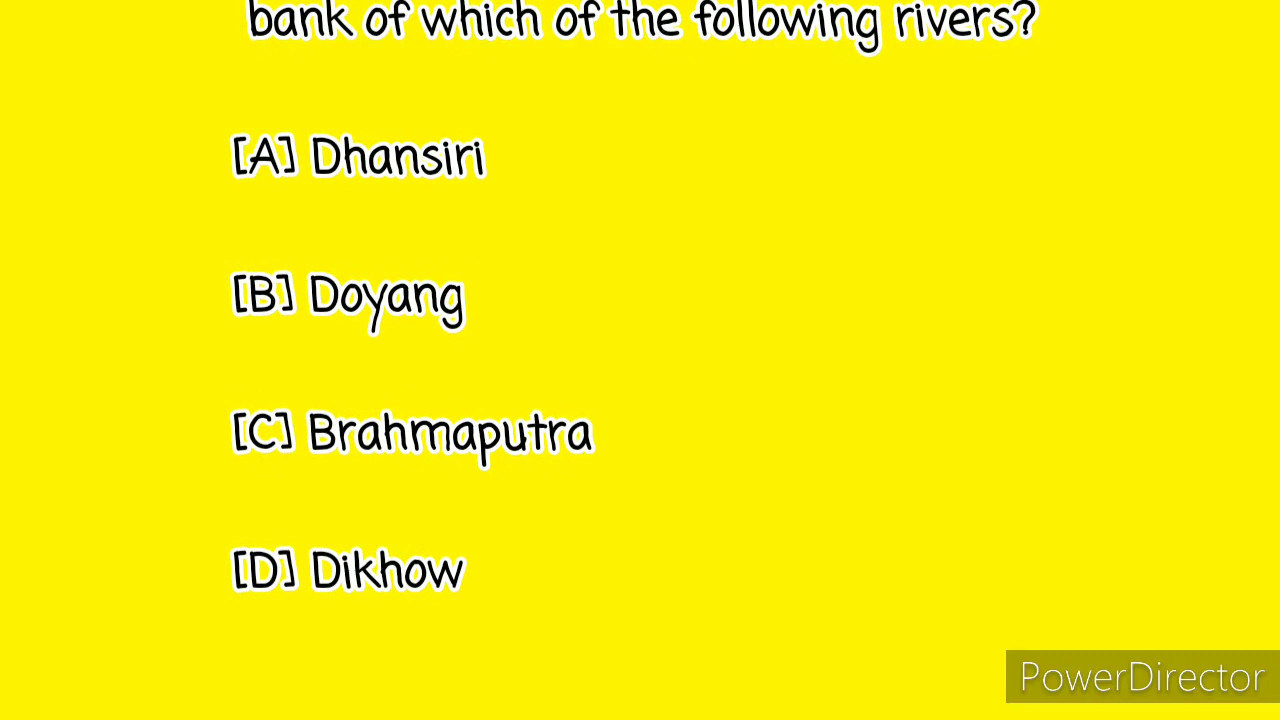 bank of which of the following rivers?
[A] Dhansiri
[B] Doyang
[C] Brahmaputra
[D] Dikhow
PowerDirector